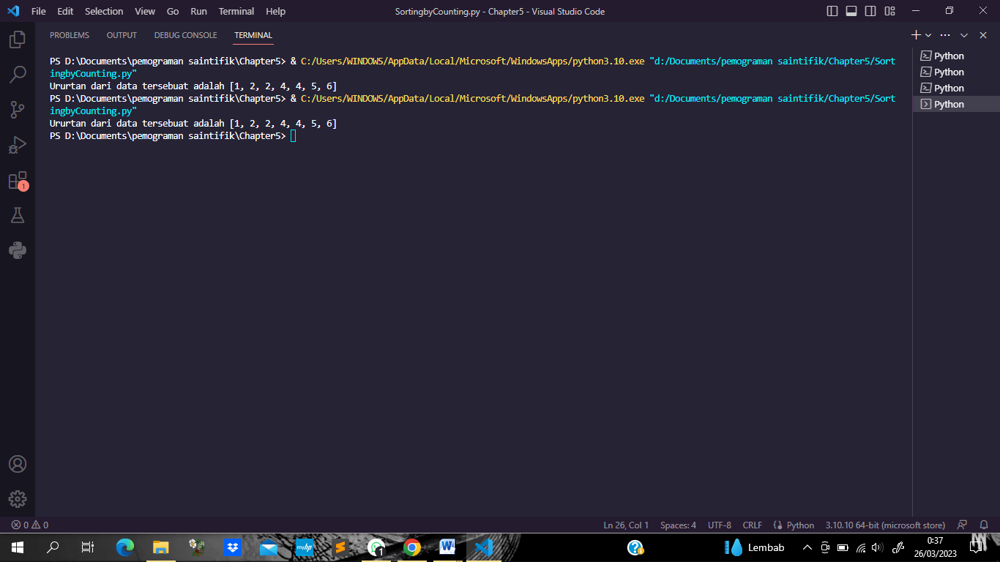 File Edit Selection View Go Run Terminal Help
SortingbyCounting.py - Chapter5 - Visual Studio Code
PROBLEMS OUTPUT DEBUG CONSOLE TERMINAL
PS D:\Documents\pemograman saintifik\Chapter5> & C:/Users/WINDOWS/AppData/Local/Microsoft/WindowsApps/python3.10.exe "d:/Documents/pemograman saintifik/Chapter5/Sort
ingbyCounting.py"
Ururtan dari data tersebuat adalah [1, 2, 2, 4, 4, 5, 6]
PS D:\Documents\pemograman saintifik\Chapter5> & C:/Users/WINDOWS/AppData/Local/Microsoft/WindowsApps/python3.10.exe "d:/Documents/pemograman saintifik/Chapter5/Sort
ingbyCounting.py"
Ururtan dari data tersebuat adalah [1, 2, 2, 4, 4, 5, 6]
PS D:\Documents\pemograman saintifik\Chapter5>
Python
Python
Python
Python
1
0 0
Ln 26, Col 1 Spaces: 4 UTF-8 CRLF Python 3.10.10 64-bit (microsoft store)
myhp
W
1
Lembab
0:37
26/03/2023